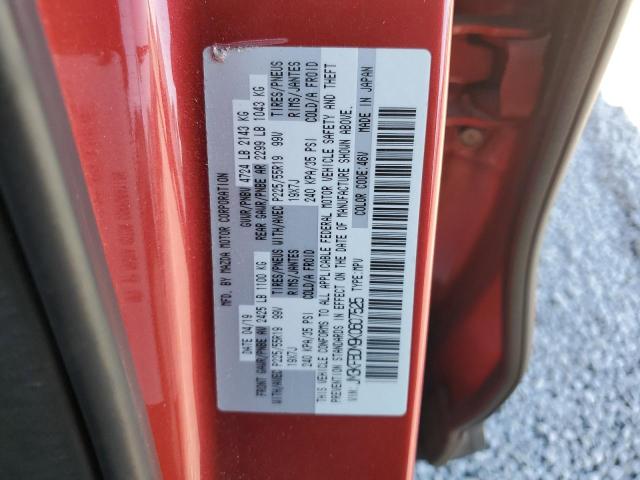 MFD. BY MAZDA MOTOR CORPORATION
DATE 04/19 GVWR/PNBV 4724 LB 2143 KG
FRONT GAWR/PNBE AV 2425 LB 1100 KG REAR GAWR/PNBE AR 2299 LB 1043 KG
WITH/AVEC P225/55R19 99V TIRES/PNEUS WITH/AVEC P225/55R19 99V TIRES/PNEUS
19X7J RIMS/JANTES 19X7J RIMS/JANTES
240 KPA/35 PSI COLD/A FROID 240 KPA/35 PSI COLD/A FROID
THIS VEHICLE CONFORMS TO ALL APPLICABLE FEDERAL MOTOR VEHICLE SAFETY AND THEFT
PREVENTION STANDARDS IN EFFECT ON THE DATE OF MANUFACTURE SHOWN ABOVE.
VIN: JM3KFBDM9K0607625 TYPE:MPV COLOR CODE:46V MADE IN JAPAN